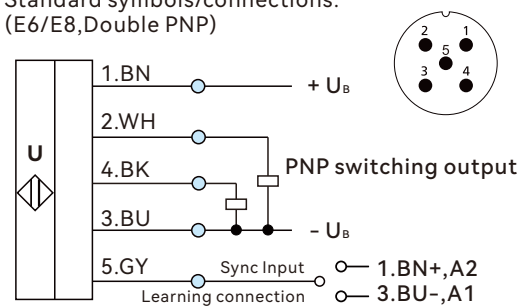 Standard symbols/connections:
(E6/E8,Double PNP)
2 1
5
3 4
1.BN
+ UB
2.WH
U
PNP switching output
4.BK
3.BU
- UB
5.GY
Sync Input
1.BN+,A2
Learning connection
3.BU-,A1